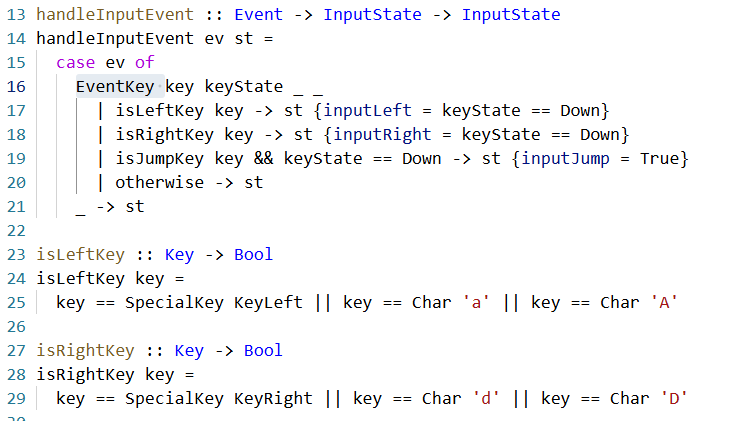 13 handleInputEvent :: Event -> InputState -> InputState
14 handleInputEvent ev st =
15   case ev of
16     EventKey key keyState _ _
17       | isLeftKey key -> st {inputLeft = keyState == Down}
18       | isRightKey key -> st {inputRight = keyState == Down}
19       | isJumpKey key && keyState == Down -> st {inputJump = True}
20       | otherwise -> st
21     _ -> st
22
23 isLeftKey :: Key -> Bool
24 isLeftKey key =
25   key == SpecialKey KeyLeft || key == Char 'a' || key == Char 'A'
26
27 isRightKey :: Key -> Bool
28 isRightKey key =
29   key == SpecialKey KeyRight || key == Char 'd' || key == Char 'D'